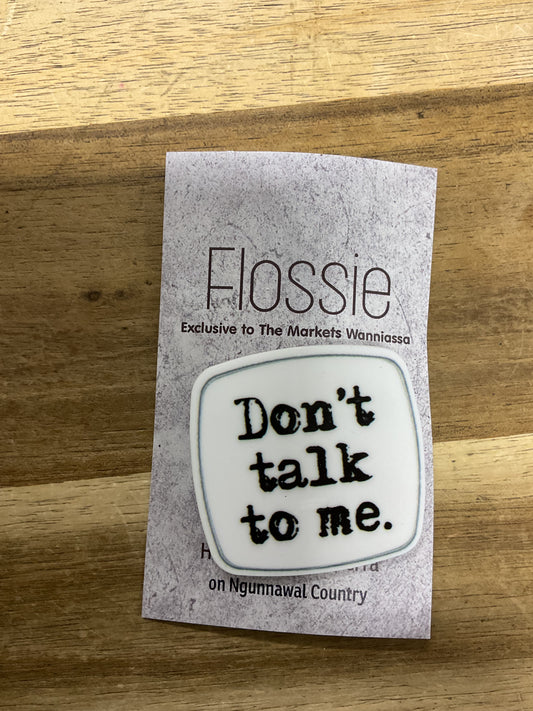 Flossie
Exclusive to The Markets Wanniassa
Don't
talk
to me.
on Ngunnawal Country